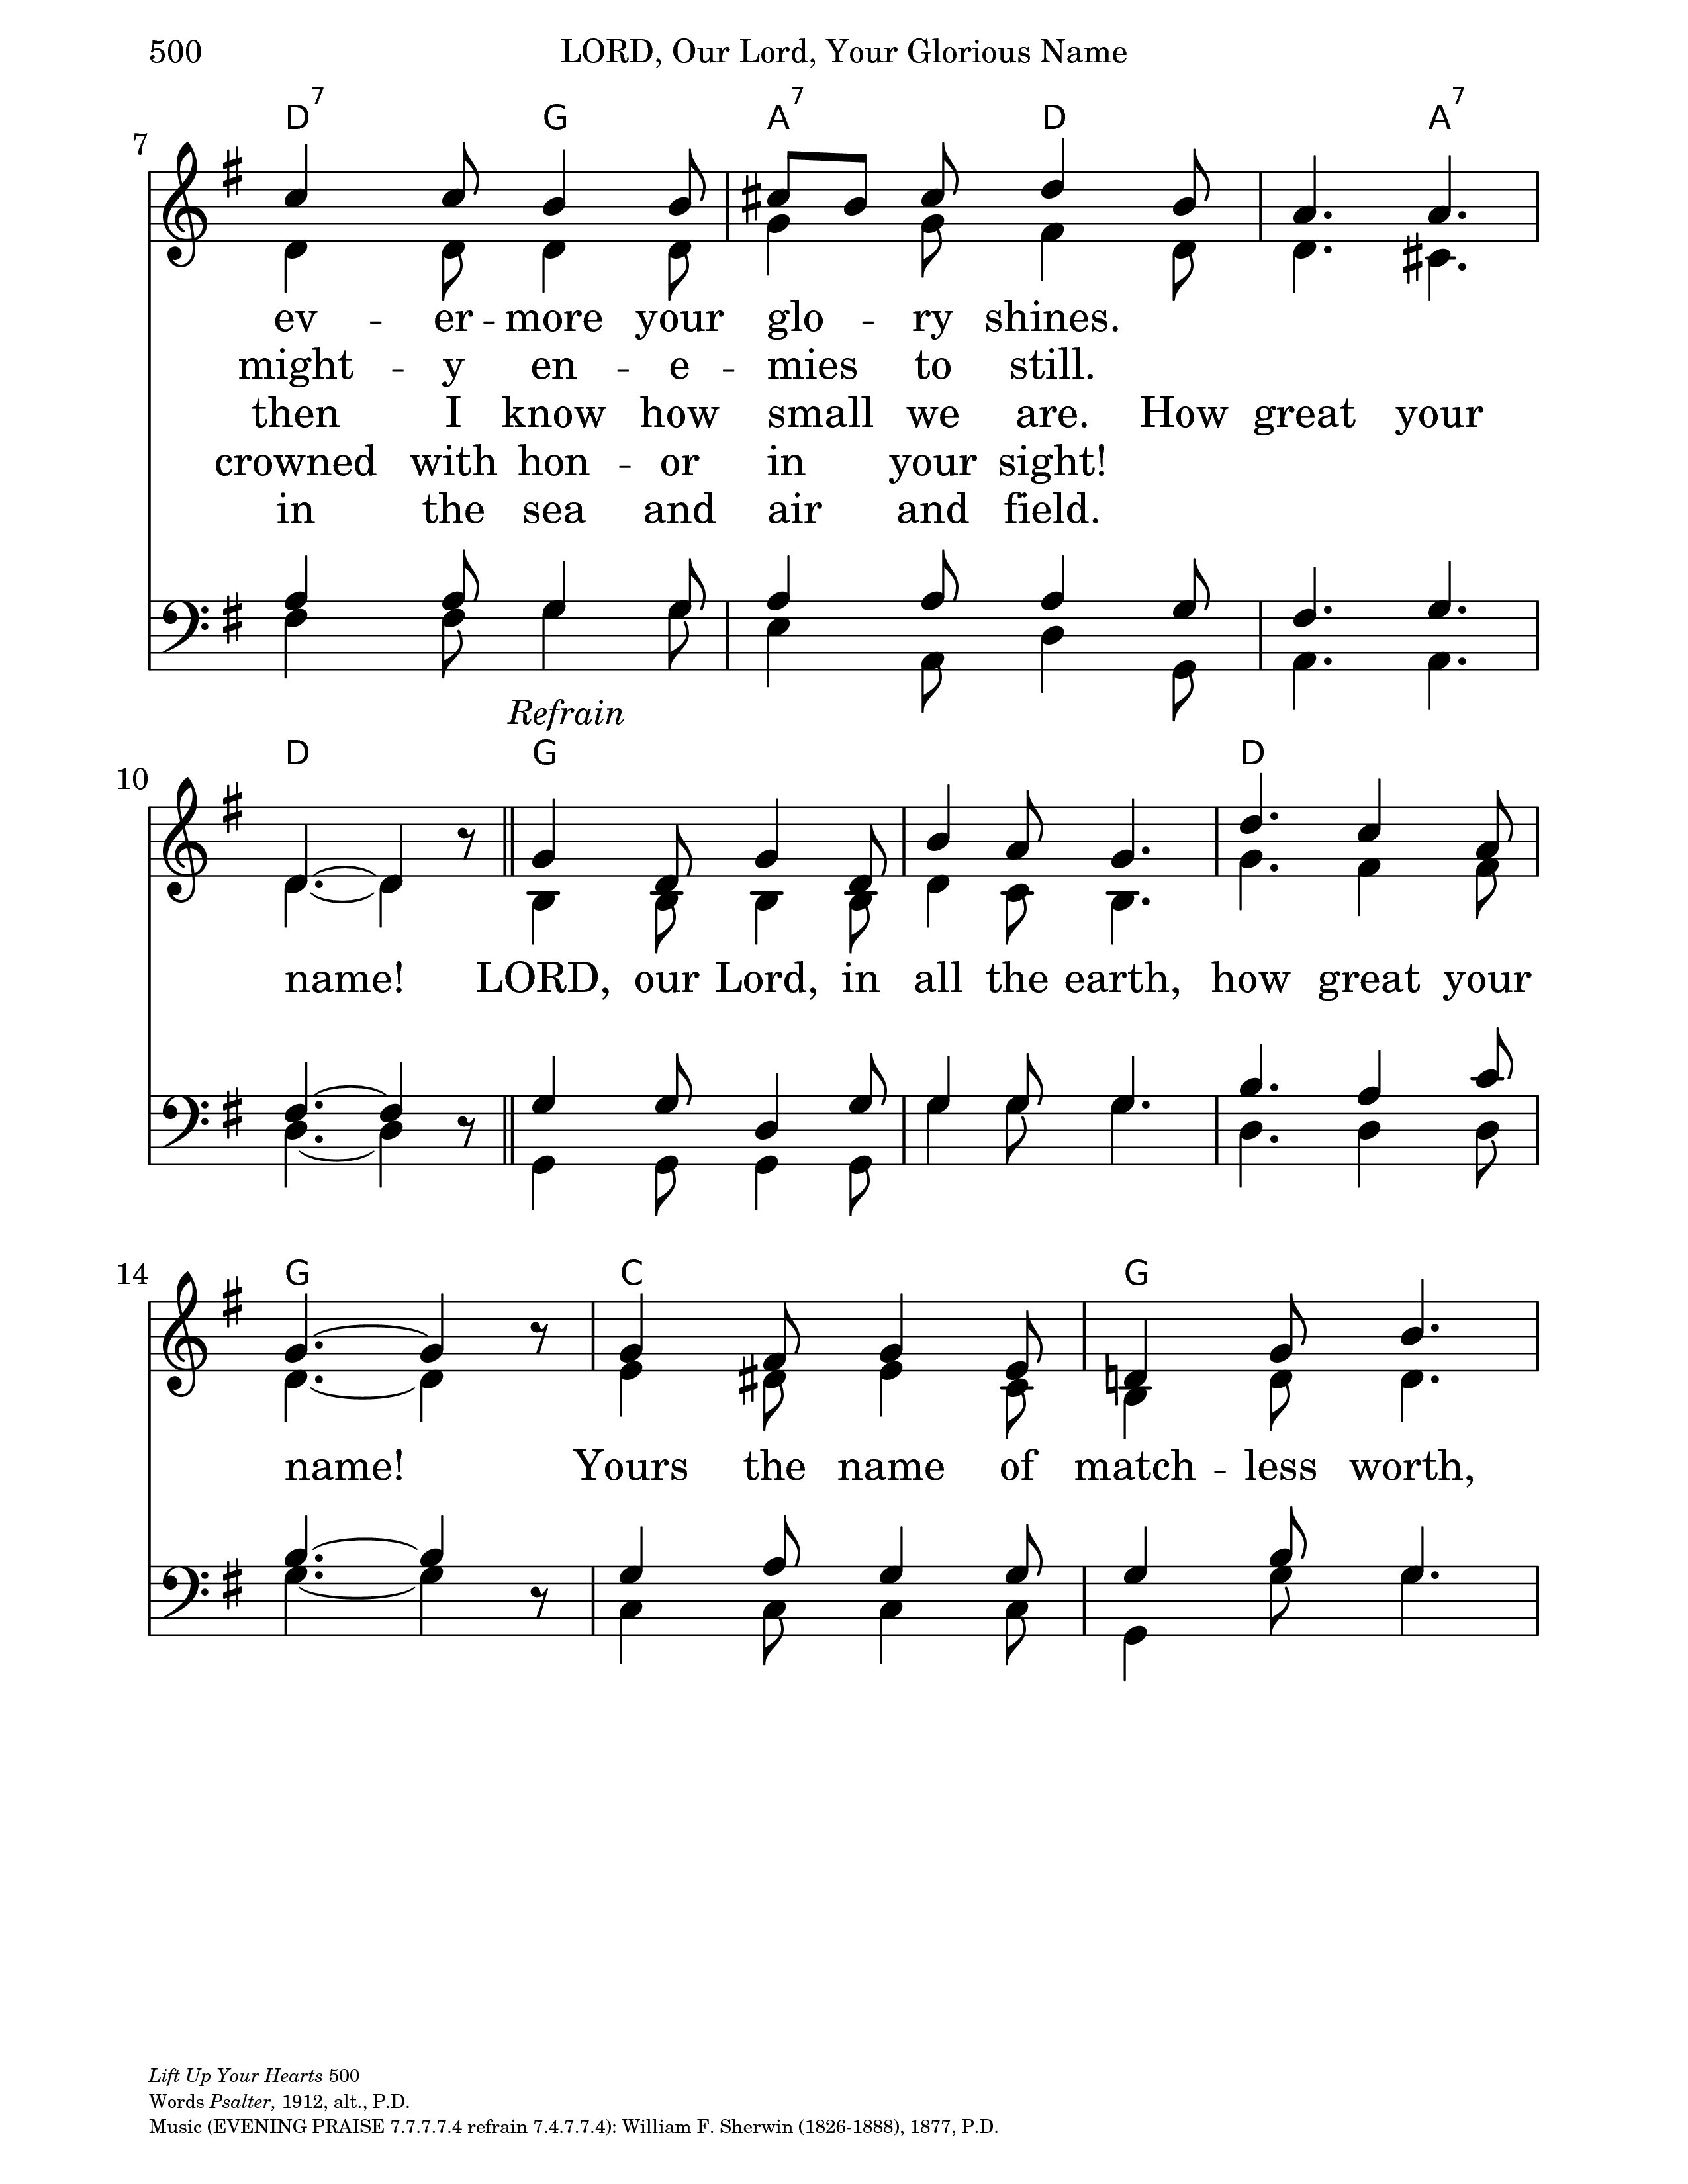 500 LORD, Our Lord, Your Glorious Name
D7 G A7 D A7
7
ev -- er -- more your glo -- ry shines.
might -- y en -- e -- mies to still.
then I know how small we are. How great your
crowned with hon -- or in your sight!
in the sea and air and field.
Refrain
D G D
10
name! LORD, our Lord, in all the earth, how great your
G C G
14
name! Yours the name of match -- less worth,
Lift Up Your Hearts 500
Words Psalter, 1912, alt., P.D.
Music (EVENING PRAISE 7.7.7.7.4 refrain 7.4.7.7.4): William F. Sherwin (1826-1888), 1877, P.D.